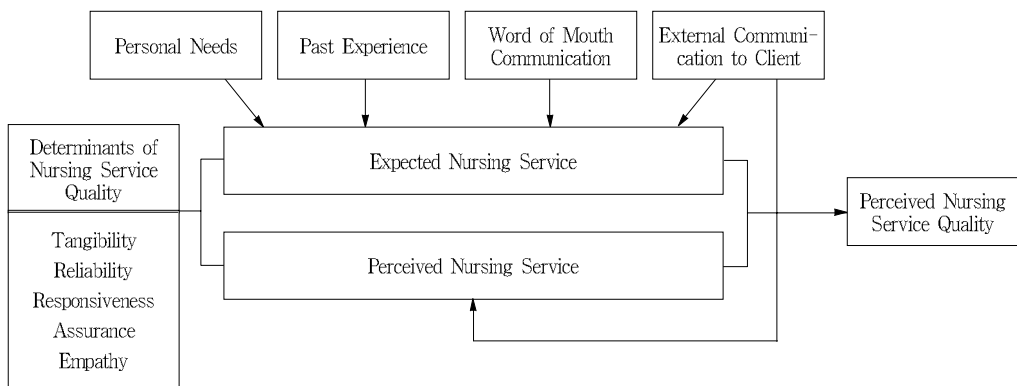 Personal Needs
Past Experience
Word of Mouth
Communication
External Communi-
cation to Client
Determinants of
Nursing Service
Quality
Tangibility
Reliability
Responsiveness
Assurance
Empathy
Expected Nursing Service
Perceived Nursing Service
Perceived Nursing
Service Quality